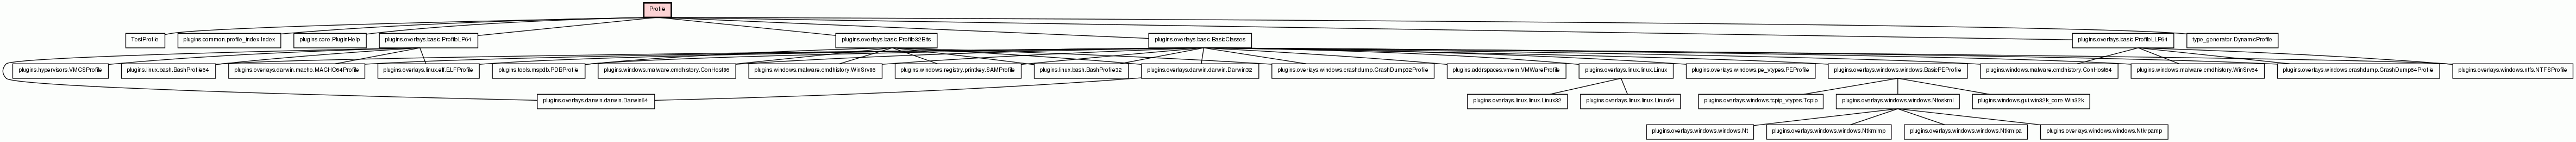 Profile
TestProfile
plugins.common.profile_index.Index
plugins.core.PluginHelp
plugins.overlays.basic.ProfileLP64
plugins.overlays.basic.Profile32Bits
plugins.overlays.basic.BasicClasses
plugins.overlays.basic.ProfileLLP64
type_generator.DynamicProfile
plugins.hypervisors.VMCSProfile
plugins.linux.bash.BashProfile64
plugins.overlays.darwin.macho.MACHO64Profile
plugins.overlays.linux.elf.ELFProfile
plugins.tools.mspdb.PDBProfile
plugins.windows.malware.cmdhistory.ConHost86
plugins.windows.malware.cmdhistory.WinSrv86
plugins.windows.registry.printkey.SAMProfile
plugins.linux.bash.BashProfile32
plugins.overlays.darwin.darwin.Darwin32
plugins.overlays.windows.crashdump.CrashDump32Profile
plugins.addrspaces.vmem.VMWareProfile
plugins.overlays.linux.linux.Linux
plugins.overlays.windows.pe_vtypes.PEProfile
plugins.overlays.windows.windows.BasicPEProfile
plugins.windows.malware.cmdhistory.ConHost64
plugins.windows.malware.cmdhistory.WinSrv64
plugins.overlays.windows.crashdump.CrashDump64Profile
plugins.overlays.windows.ntfs.NTFSProfile
plugins.overlays.darwin.darwin.Darwin64
plugins.overlays.linux.linux.Linux32
plugins.overlays.linux.linux.Linux64
plugins.overlays.windows.tcpip_vtypes.Tcpip
plugins.overlays.windows.windows.Ntoskrnl
plugins.windows.gui.win32k_core.Win32k
plugins.overlays.windows.windows.Nt
plugins.overlays.windows.windows.Ntkrnlmp
plugins.overlays.windows.windows.Ntkrnlpa
plugins.overlays.windows.windows.Ntkrpamp